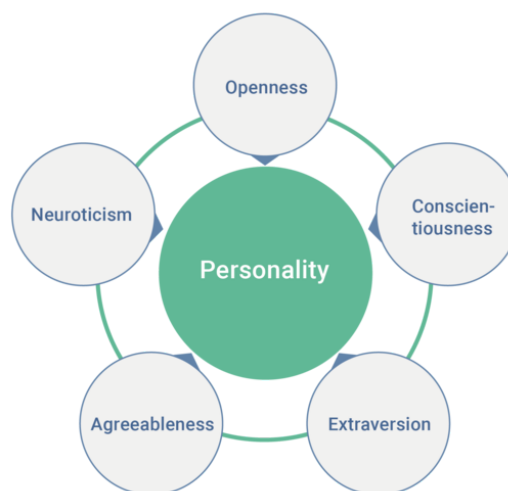 Openness
Neuroticism
Conscien-
tiousness
Personality
Agreeableness
Extraversion